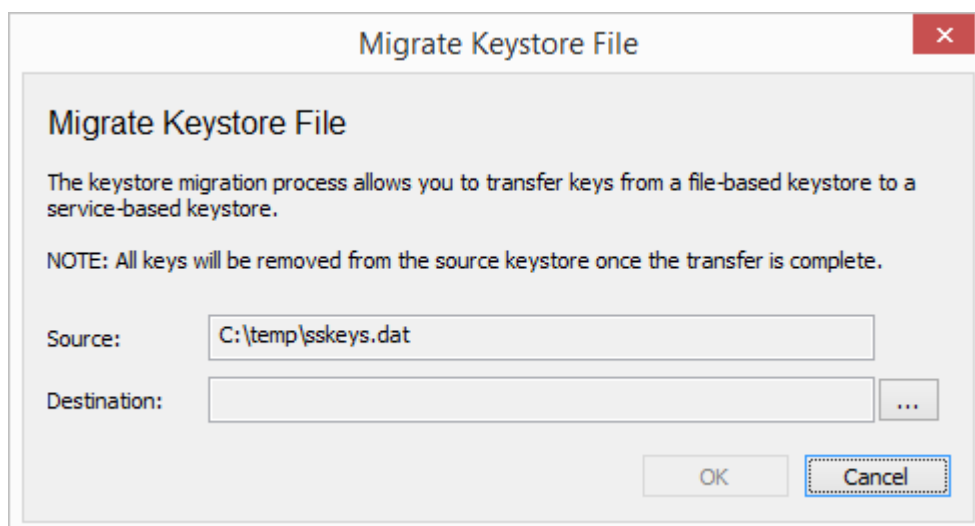 Migrate Keystore File
Migrate Keystore File
The keystore migration process allows you to transfer keys from a file-based keystore to a
service-based keystore.
NOTE: All keys will be removed from the source keystore once the transfer is complete.
Source: C:\temp\sskeys.dat
Destination: ...
OK Cancel